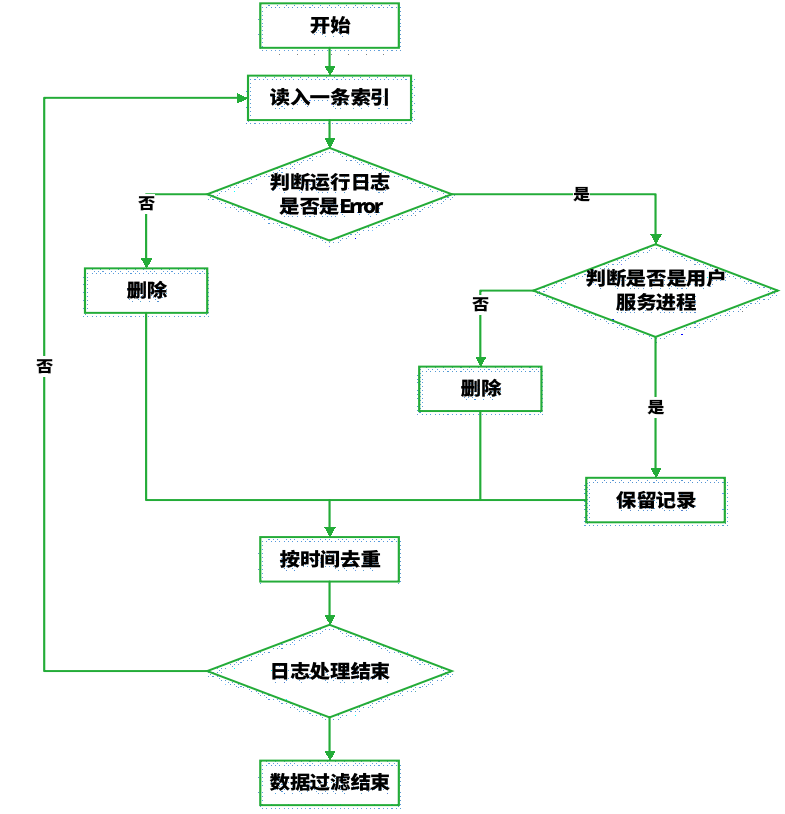 开始
读入一条索引
判断运行日志
是否是Error
否
是
删除
判断是否是用户
服务进程
否
否
删除
是
保留记录
按时间去重
日志处理结束
数据过滤结束